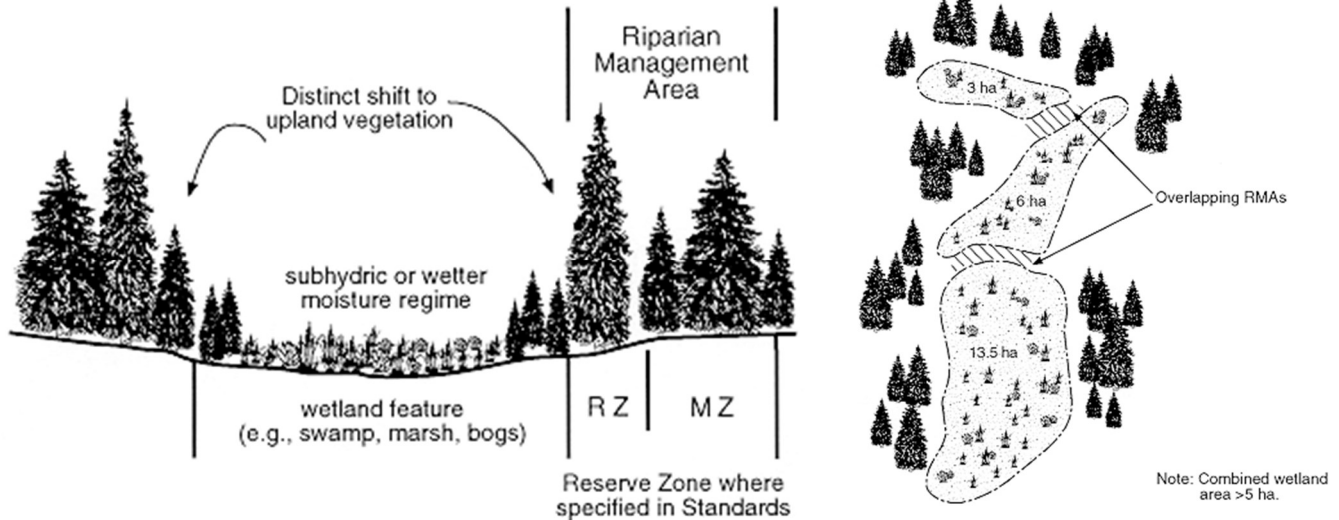 Riparian
Management
Area
Distinct shift to
upland vegetation
subhydric or wetter
moisture regime
wetland feature
(e.g., swamp, marsh, bogs)
R Z
M Z
Reserve Zone where
specified in Standards
3 ha
6 ha
13.5 ha
Overlapping RMAs
Note: Combined wetland
area >5 ha.